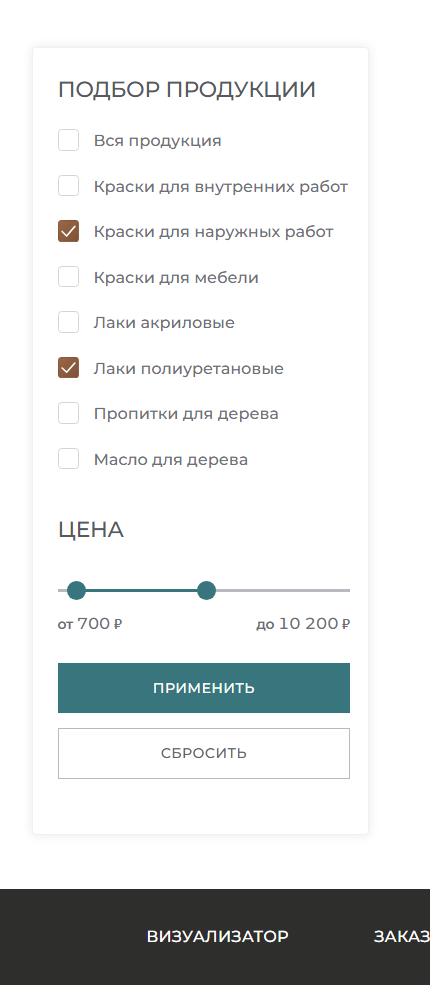 ПОДБОР ПРОДУКЦИИ
Вся продукция
Краски для внутренних работ
Краски для наружных работ
Краски для мебели
Лаки акриловые
Лаки полиуретановые
Пропитки для дерева
Масло для дерева
ЦЕНА
от 700 ₽ до 10 200 ₽
ПРИМЕНИТЬ
СБРОСИТЬ
ВИЗУАЛИЗАТОР ЗАКАЗ